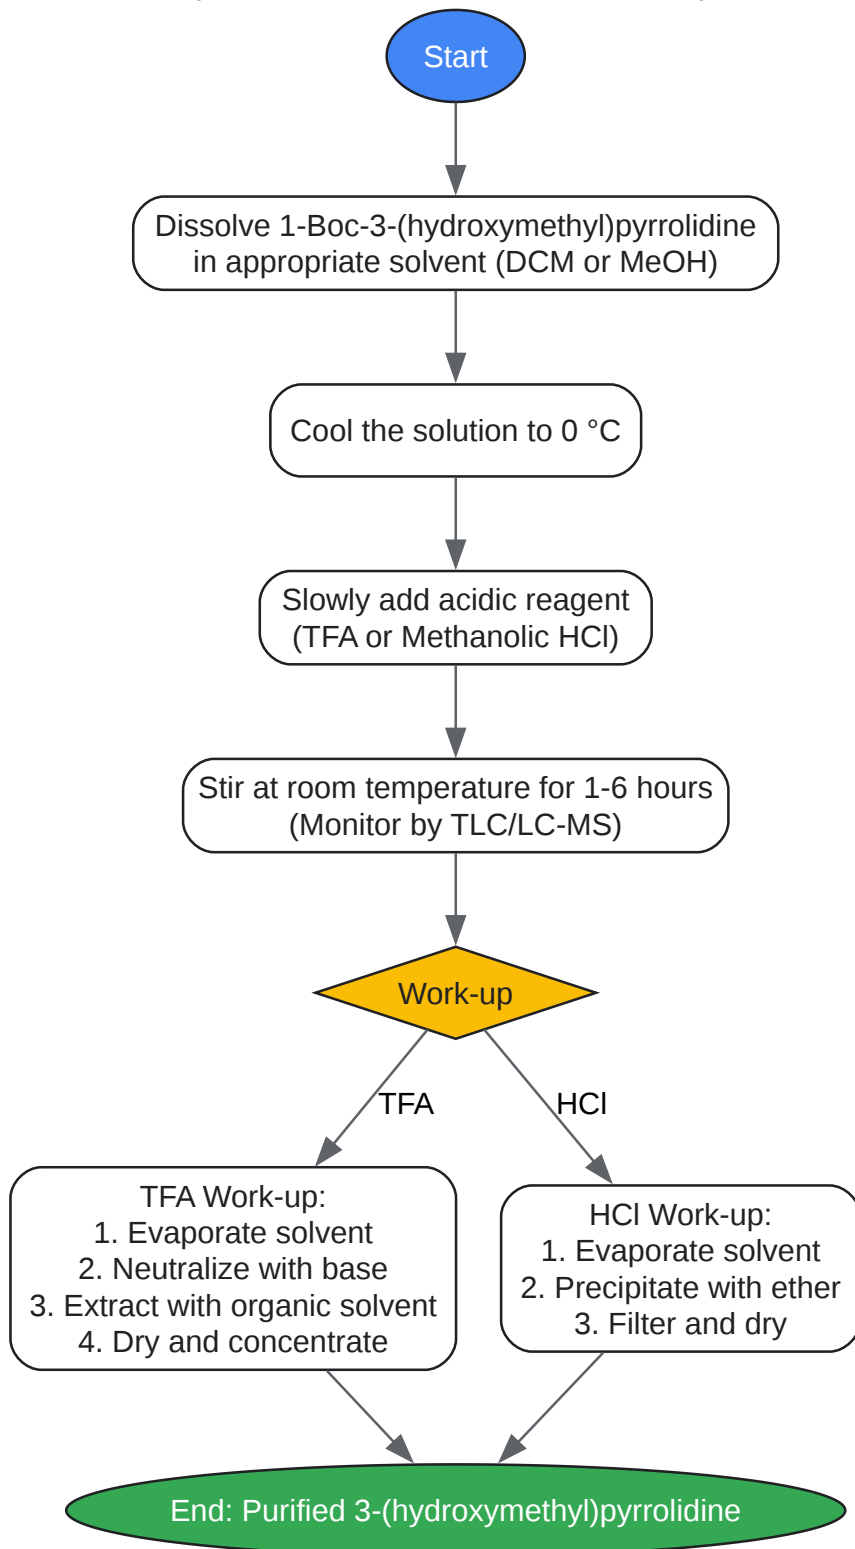 Start
Dissolve 1-Boc-3-(hydroxymethyl)pyrrolidine
in appropriate solvent (DCM or MeOH)
Cool the solution to 0 °C
Slowly add acidic reagent
(TFA or Methanolic HCl)
Stir at room temperature for 1-6 hours
(Monitor by TLC/LC-MS)
Work-up
TFA
HCl
TFA Work-up:
1. Evaporate solvent
2. Neutralize with base
3. Extract with organic solvent
4. Dry and concentrate
HCl Work-up:
1. Evaporate solvent
2. Precipitate with ether
3. Filter and dry
End: Purified 3-(hydroxymethyl)pyrrolidine